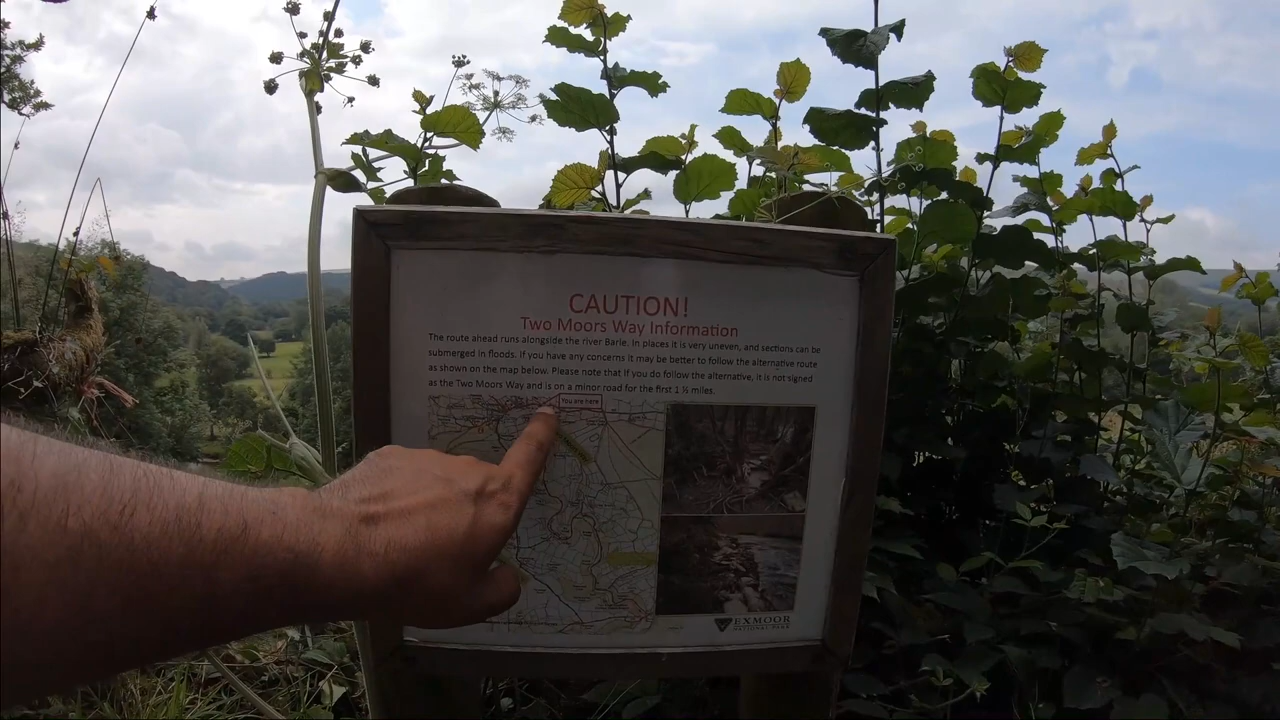 CAUTION!
Two Moors Way Information
The route ahead runs alongside the river Barle. In places it is very uneven, and sections can be
submerged in floods. If you have any concerns it may be better to follow the alternative route
as shown on the map below. Please note that if you do follow the alternative, it is not signed
as the Two Moors Way and is on a minor road for the first 1 ½ miles.
You are here
EXMOOR
NATIONAL PARK